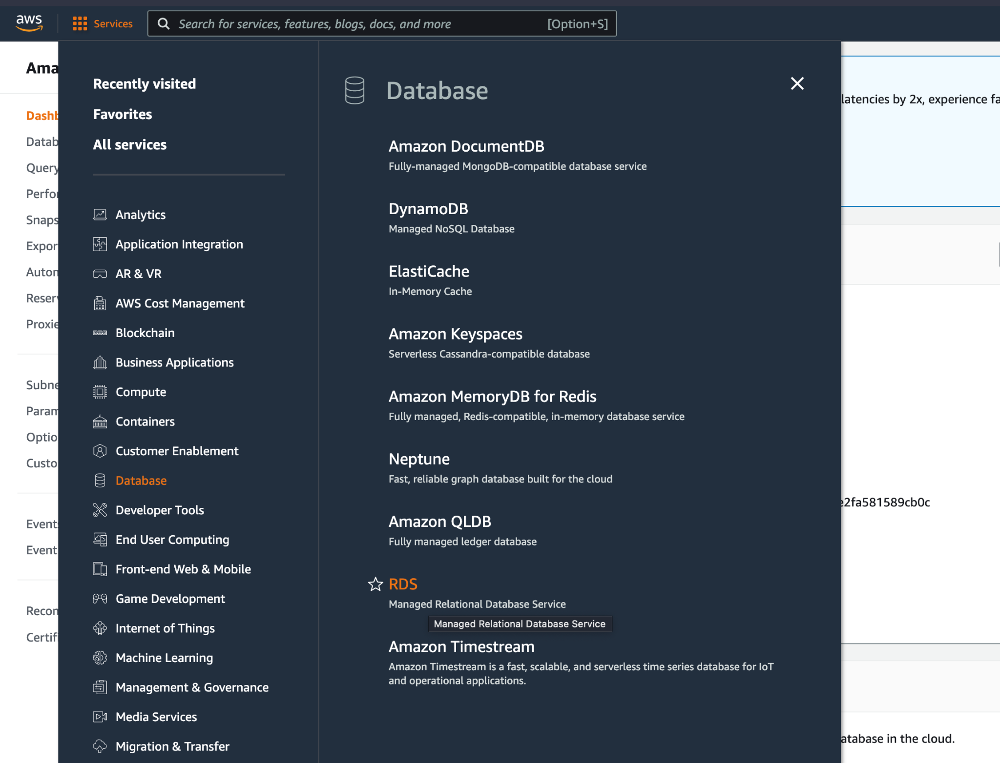 aws
Services
Search for services, features, blogs, docs, and more
[Option+S]
Recently visited
Favorites
All services
Analytics
Application Integration
AR & VR
AWS Cost Management
Blockchain
Business Applications
Compute
Containers
Customer Enablement
Database
Developer Tools
End User Computing
Front-end Web & Mobile
Game Development
Internet of Things
Machine Learning
Management & Governance
Media Services
Migration & Transfer
Database
Amazon DocumentDB
Fully-managed MongoDB-compatible database service
DynamoDB
Managed NoSQL Database
ElastiCache
In-Memory Cache
Amazon Keyspaces
Serverless Cassandra-compatible database
Amazon MemoryDB for Redis
Fully managed, Redis-compatible, in-memory database service
Neptune
Fast, reliable graph database built for the cloud
Amazon QLDB
Fully managed ledger database
RDS
Managed Relational Database Service
Managed Relational Database Service
Amazon Timestream
Amazon Timestream is a fast, scalable, and serverless time series database for IoT
and operational applications.
Ama
Dashb
Datab
Query
Perfor
Snaps
Expor
Auton
Reserv
Proxie
Subne
Param
Optio
Custo
Events
Event
Recon
Certifi
latencies by 2x, experience fa
e2fa581589cb0c
atabase in the cloud.